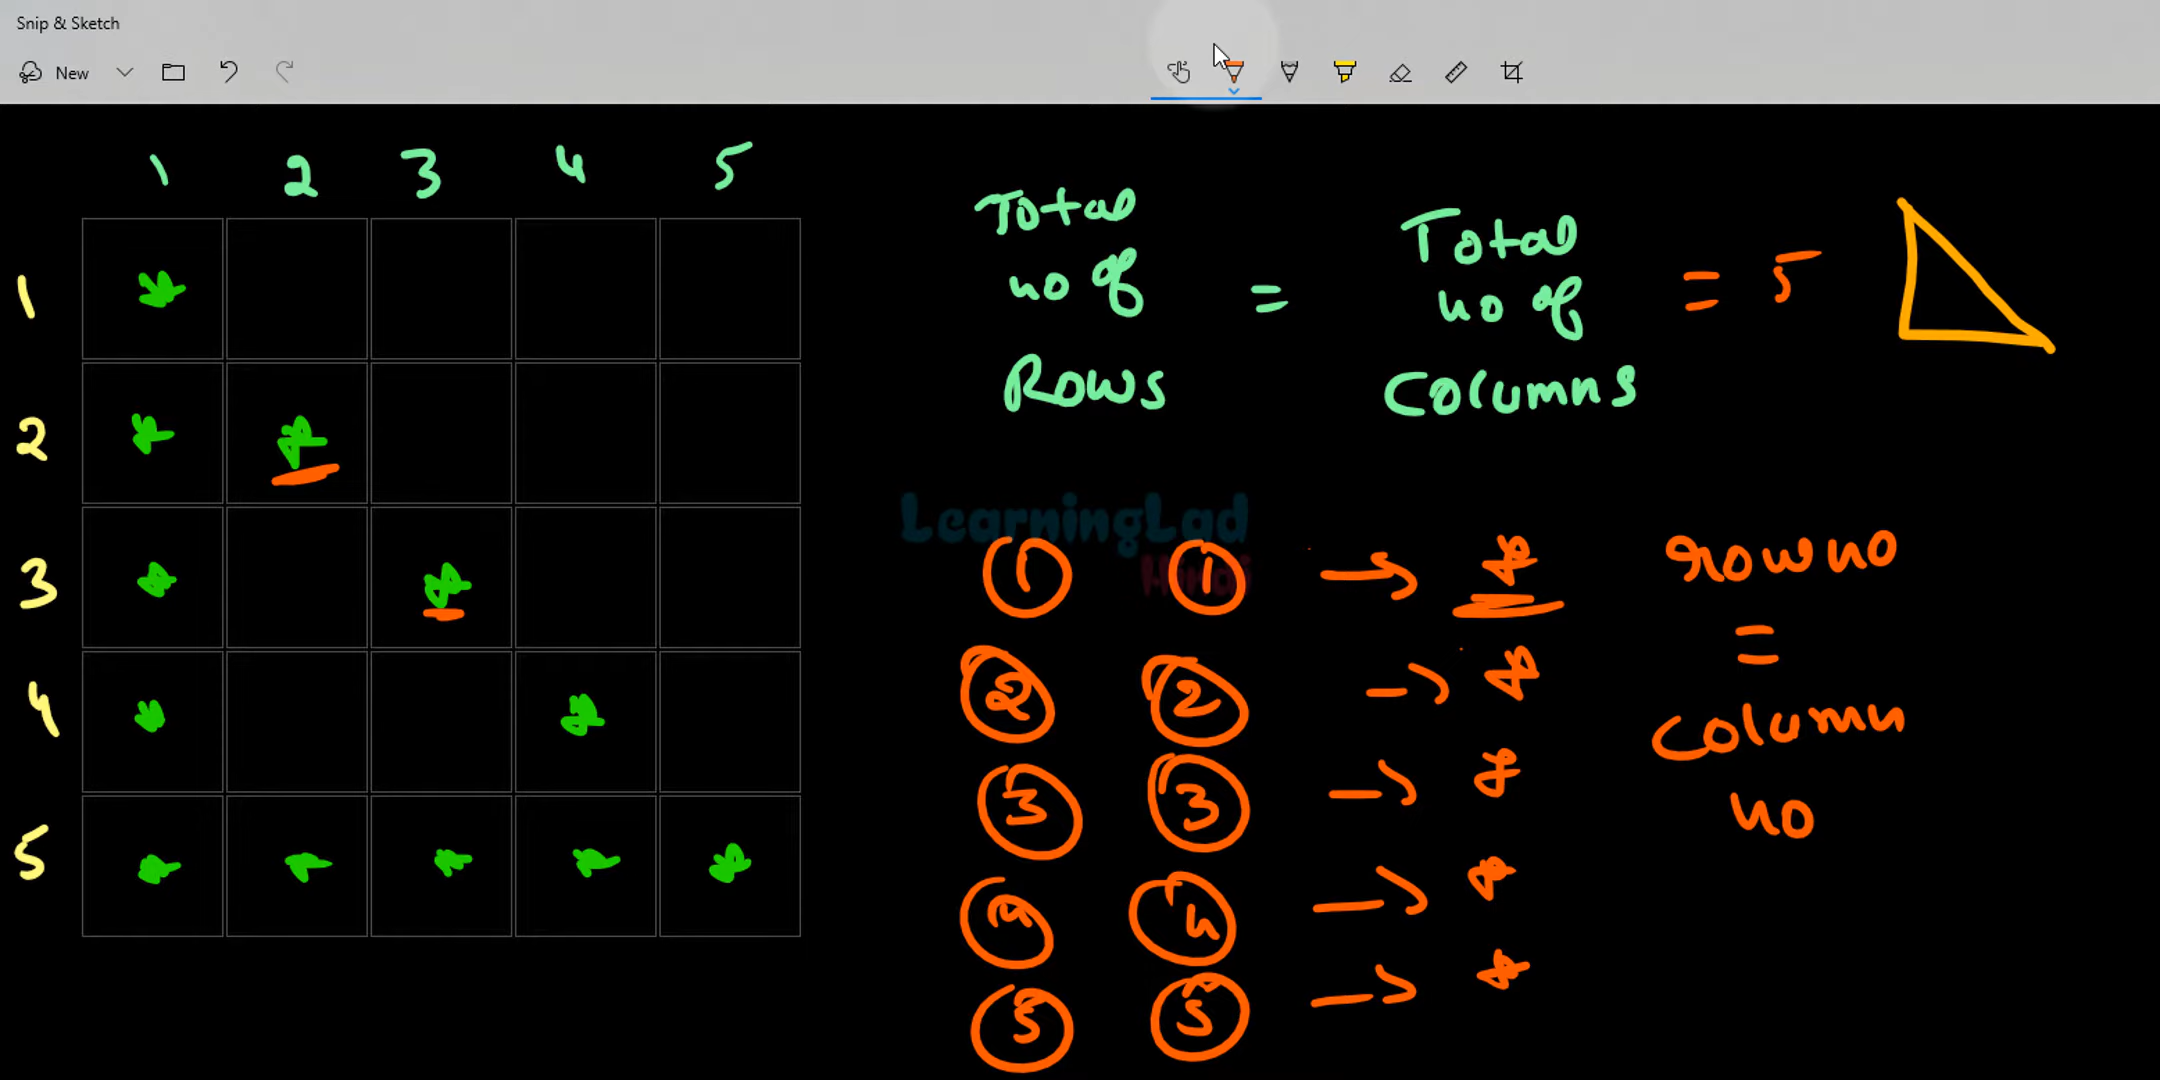 Snip & Sketch
New
1 2 3 4 5
1
2
3
4
5
Total
no of
Rows
=
Total
no of
Columns
= 5
LearningLad
Hindi
1 1 → *
2 2 → *
3 3 → *
4 4 → *
5 5 → *
row no
=
column
no